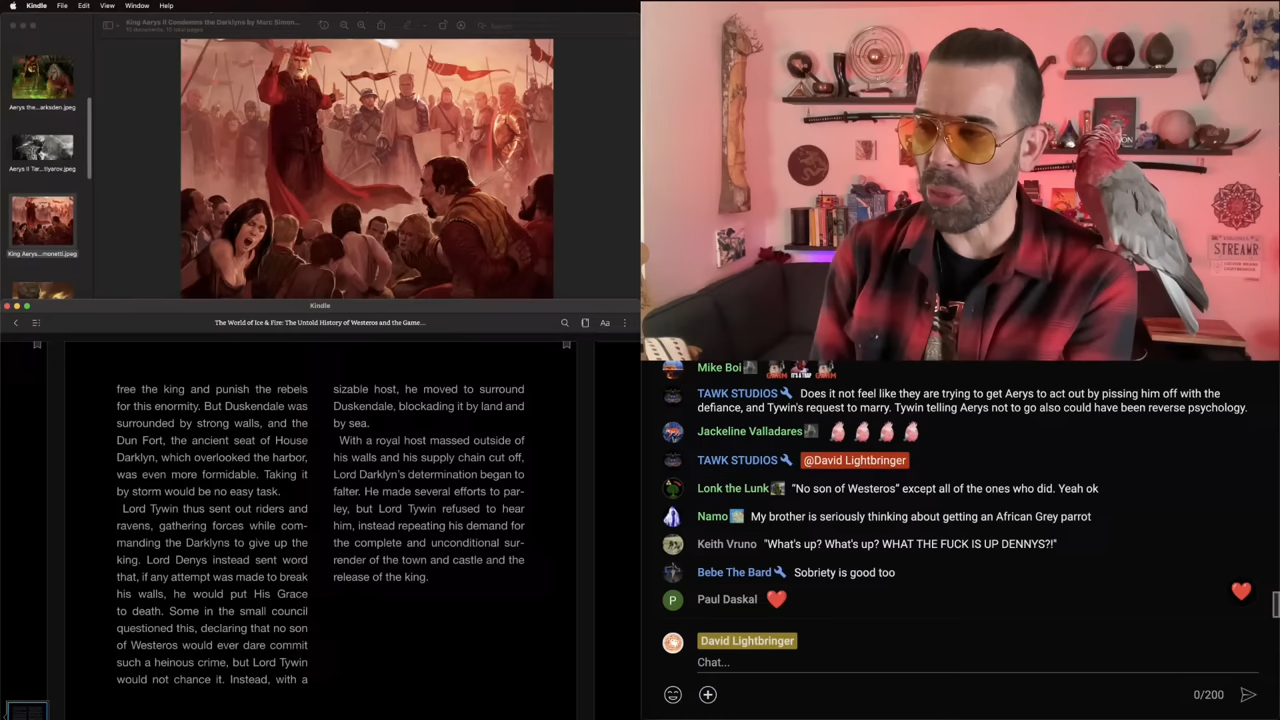 Kindle File Edit View Window Help
King Aerys II Condemns the Darklyns by Marc Simon...
Search
Aerys the...arksden.jpeg
Aerys II Tar...tyarov.jpeg
King Aerys...monetti.jpeg
Kindle
The World of Ice & Fire: The Untold History of Westeros and the Game...
Aa
free the king and punish the rebels
for this enormity. But Duskendale was
surrounded by strong walls, and the
Dun Fort, the ancient seat of House
Darklyn, which overlooked the harbor,
was even more formidable. Taking it
by storm would be no easy task.
Lord Tywin thus sent out riders and
ravens, gathering forces while com-
manding the Darklyns to give up the
king. Lord Denys instead sent word
that, if any attempt was made to break
his walls, he would put His Grace
to death. Some in the small council
questioned this, declaring that no son
of Westeros would ever dare commit
such a heinous crime, but Lord Tywin
would not chance it. Instead, with a
sizable host, he moved to surround
Duskendale, blockading it by land and
by sea.
With a royal host massed outside of
his walls and his supply chain cut off,
Lord Darklyn's determination began to
falter. He made several efforts to par-
ley, but Lord Tywin refused to hear
him, instead repeating his demand for
the complete and unconditional sur-
render of the town and castle and the
release of the king.
STREAWR
Mike Boi
TAWK STUDIOS Does it not feel like they are trying to get Aerys to act out by pissing him off with the
defiance, and Tywin's request to marry. Tywin telling Aerys not to go also could have been reverse psychology.
Jackeline Valladares
TAWK STUDIOS @David Lightbringer
Lonk the Lunk “No son of Westeros” except all of the ones who did. Yeah ok
Namo My brother is seriously thinking about getting an African Grey parrot
Keith Vruno "What's up? What's up? WHAT THE FUCK IS UP DENNYS?!"
Bebe The Bard Sobriety is good too
P Paul Daskal ❤️
David Lightbringer
Chat...
0/200